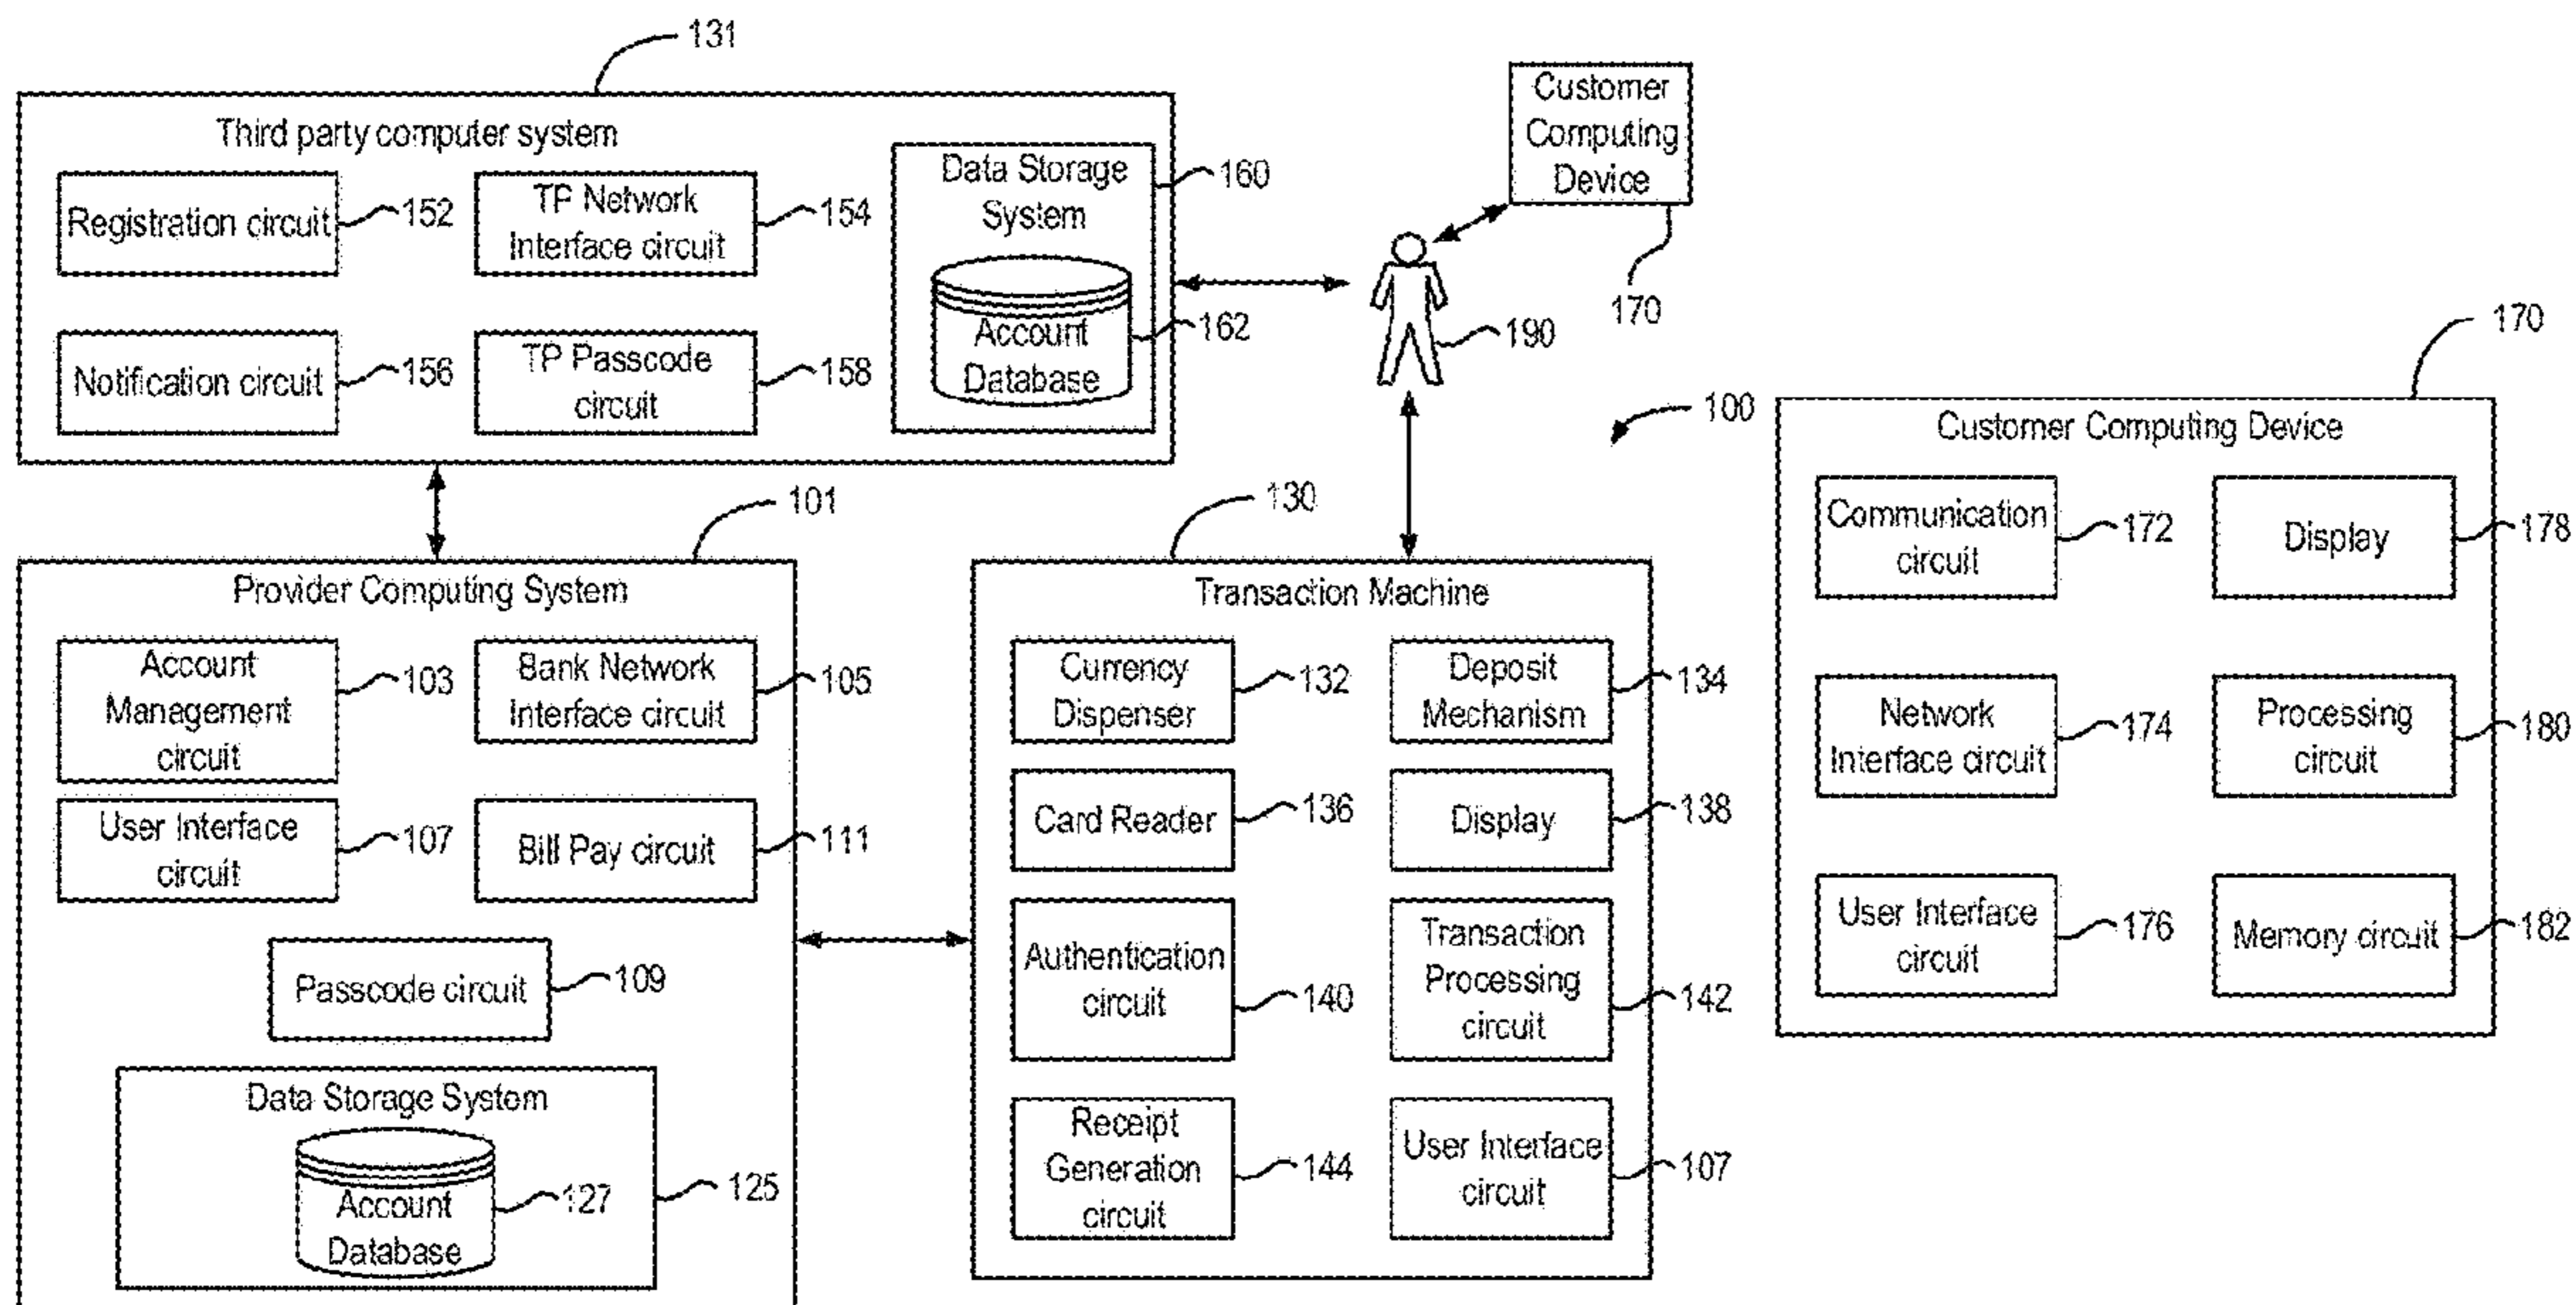 131
Third party computer system
Registration circuit
152
TP Network
Interface circuit
154
Data Storage
System
160
Notification circuit
156
TP Passcode
circuit
158
Account
Database
162
Customer
Computing
Device
170
190
100
101
Provider Computing System
Account
Management
circuit
103
Bank Network
Interface circuit
105
User Interface
circuit
107
Bill Pay circuit
111
Passcode circuit
109
Data Storage System
Account
Database
127
125
130
Transaction Machine
Currency
Dispenser
132
Deposit
Mechanism
134
Card Reader
136
Display
138
Authentication
circuit
140
Transaction
Processing
circuit
142
Receipt
Generation
circuit
144
User Interface
circuit
107
170
Customer Computing Device
Communication
circuit
172
Display
178
Network
Interface circuit
174
Processing
circuit
180
User Interface
circuit
176
Memory circuit
182